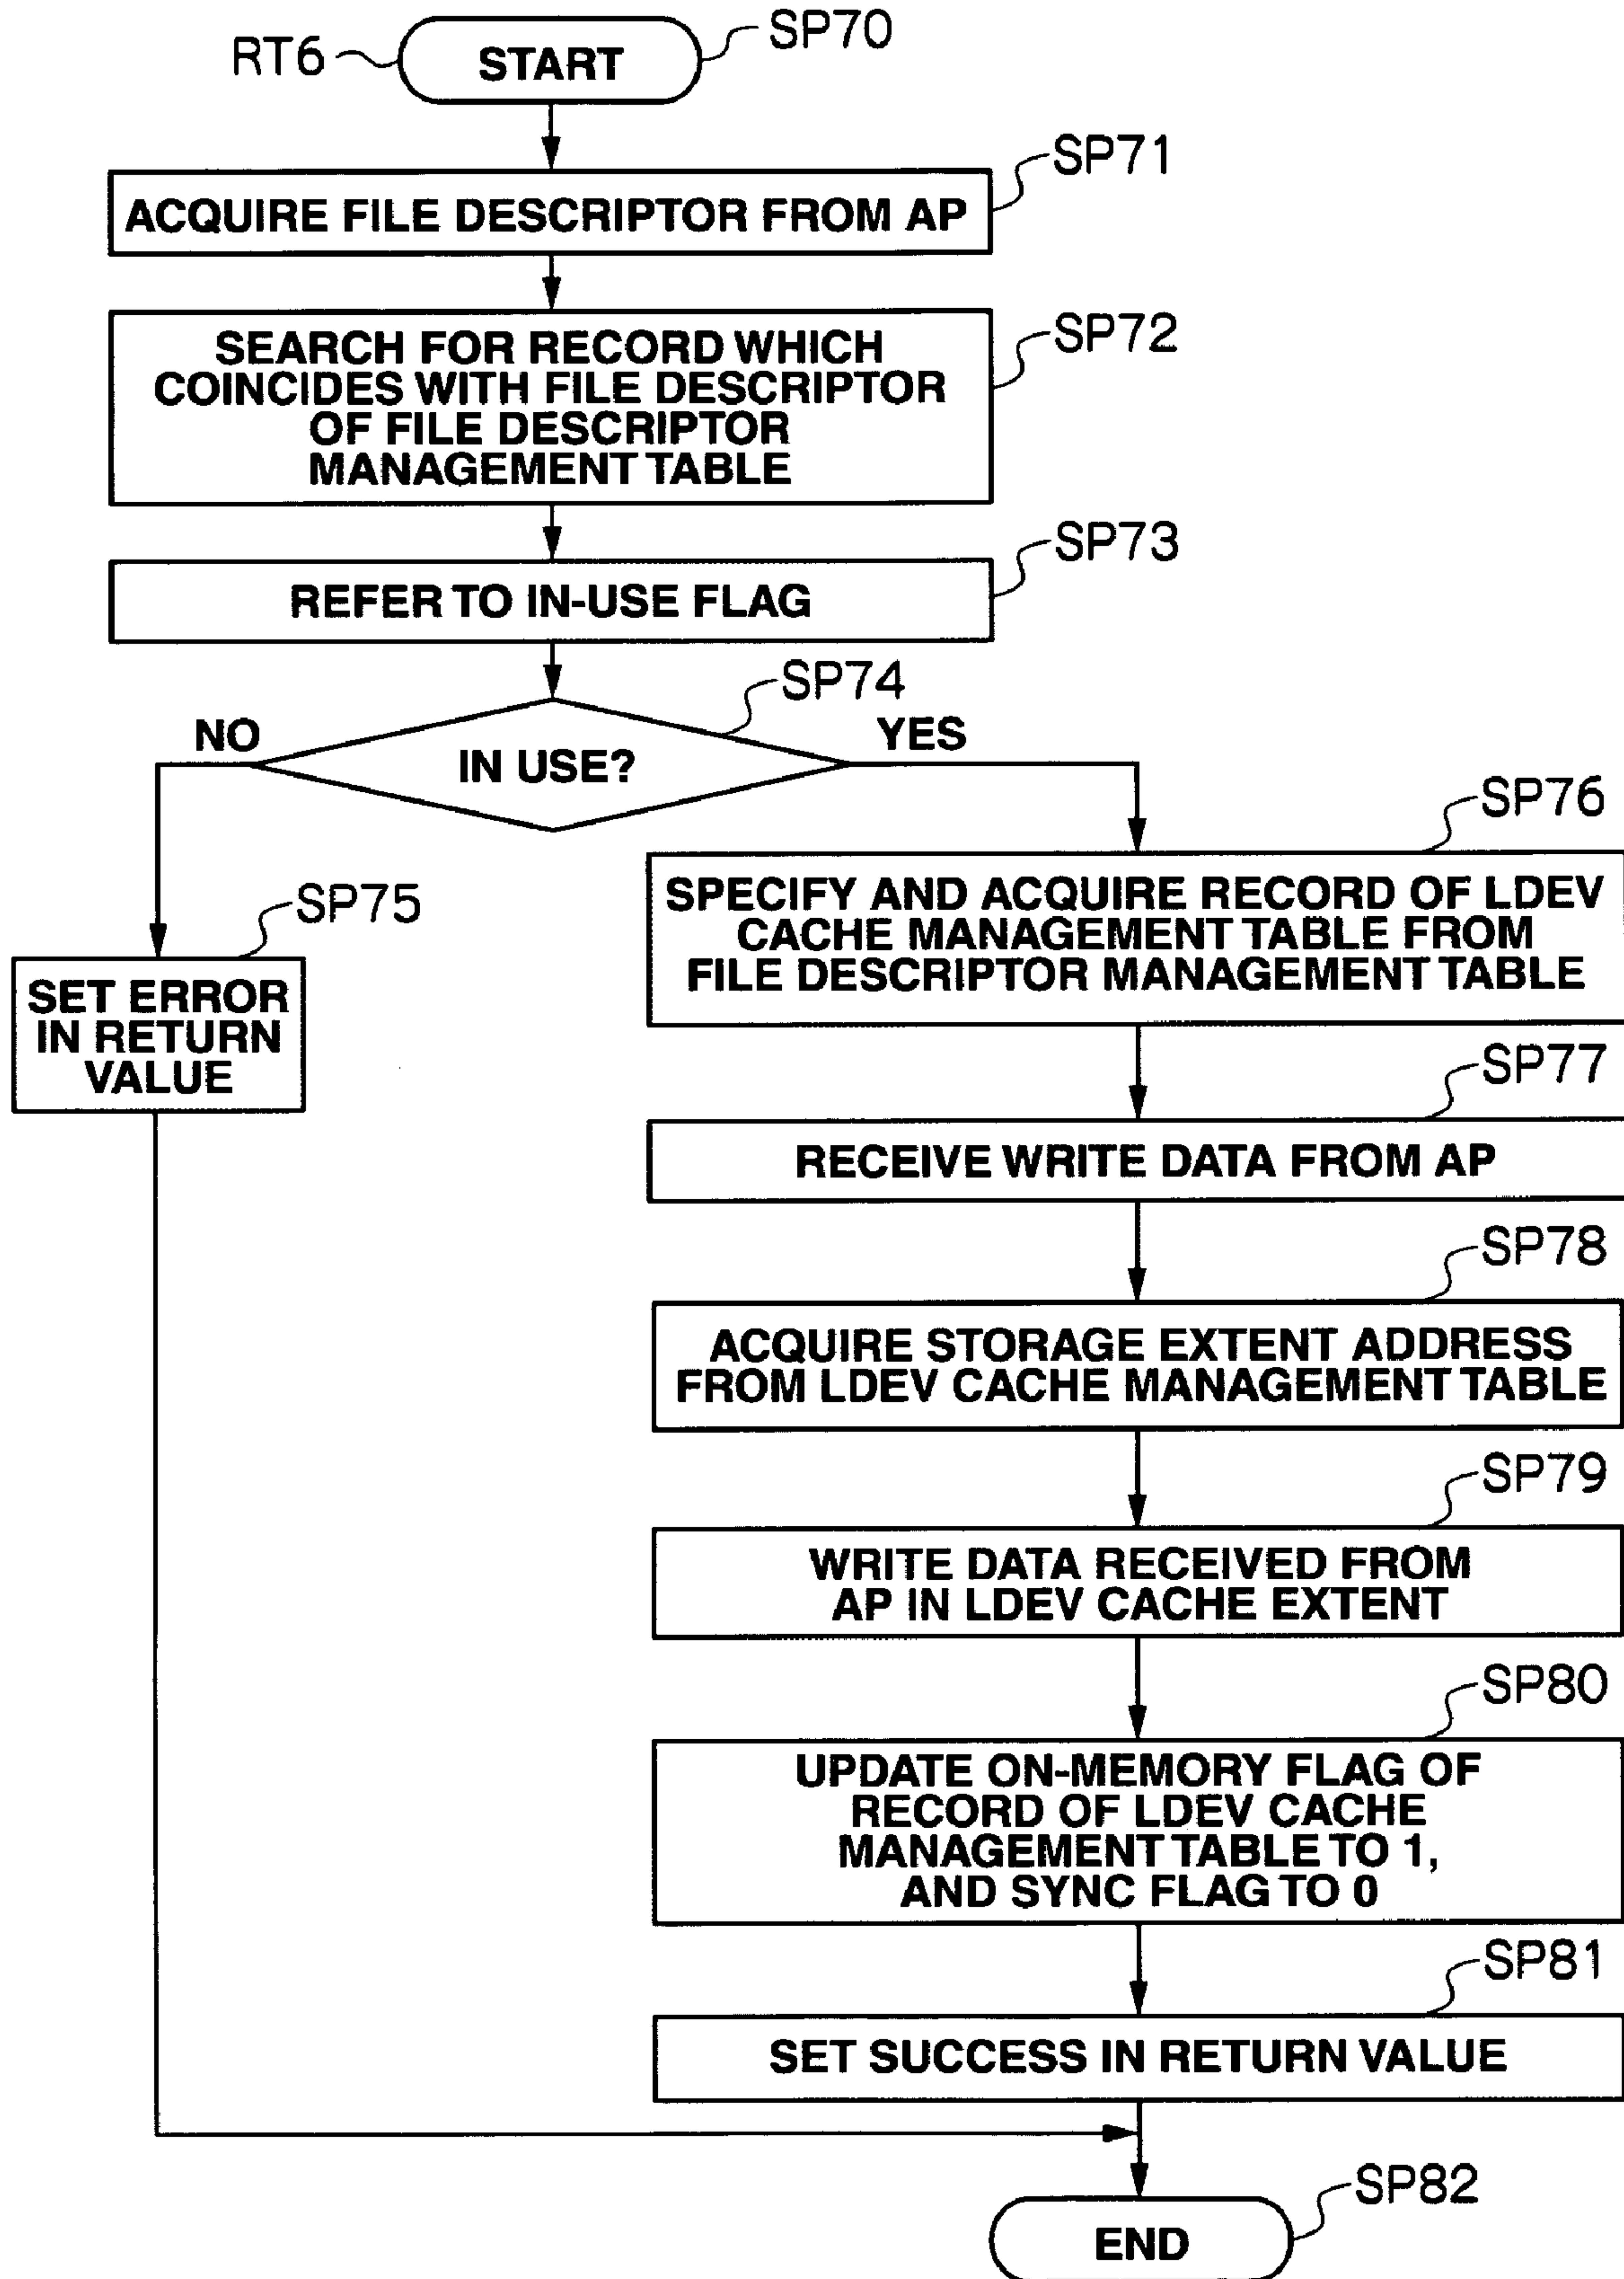 RT6
START
SP70
SP71
ACQUIRE FILE DESCRIPTOR FROM AP
SP72
SEARCH FOR RECORD WHICH
COINCIDES WITH FILE DESCRIPTOR
OF FILE DESCRIPTOR
MANAGEMENT TABLE
SP73
REFER TO IN-USE FLAG
SP74
NO
YES
IN USE?
SP75
SET ERROR
IN RETURN
VALUE
SP76
SPECIFY AND ACQUIRE RECORD OF LDEV
CACHE MANAGEMENT TABLE FROM
FILE DESCRIPTOR MANAGEMENT TABLE
SP77
RECEIVE WRITE DATA FROM AP
SP78
ACQUIRE STORAGE EXTENT ADDRESS
FROM LDEV CACHE MANAGEMENT TABLE
SP79
WRITE DATA RECEIVED FROM
AP IN LDEV CACHE EXTENT
SP80
UPDATE ON-MEMORY FLAG OF
RECORD OF LDEV CACHE
MANAGEMENT TABLE TO 1,
AND SYNC FLAG TO 0
SP81
SET SUCCESS IN RETURN VALUE
SP82
END